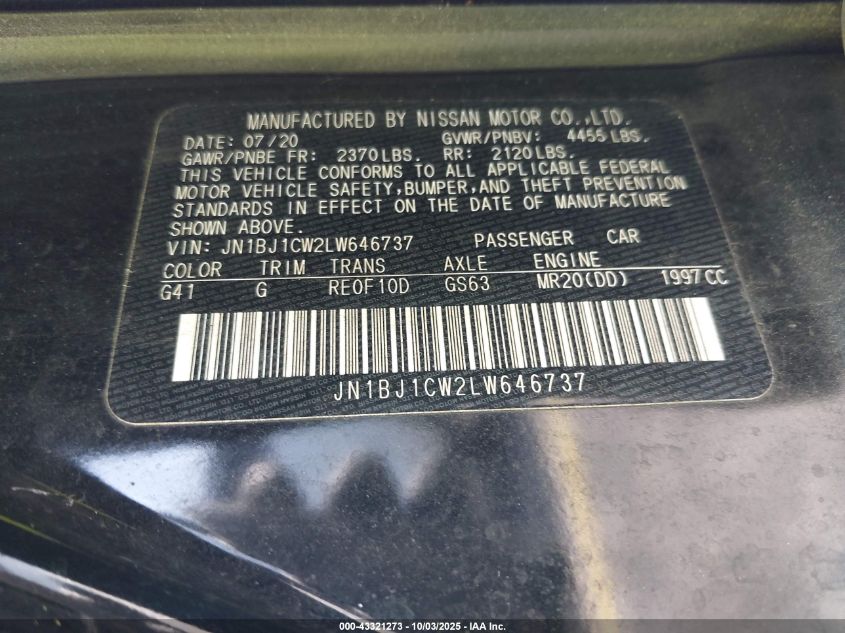 MANUFACTURED BY NISSAN MOTOR CO.,LTD.
DATE: 07/20 GVWR/PNBV: 4455LBS.
GAWR/PNBE FR: 2370LBS. RR: 2120LBS.
THIS VEHICLE CONFORMS TO ALL APPLICABLE FEDERAL
MOTOR VEHICLE SAFETY,BUMPER,AND THEFT PREVENTION
STANDARDS IN EFFECT ON THE DATE OF MANUFACTURE
SHOWN ABOVE.
VIN: JN1BJ1CW2LW646737 PASSENGER CAR
COLOR TRIM TRANS AXLE ENGINE
G41 G RE0F10D GS63 MR20(DD) 1997CC
JN1BJ1CW2LW646737
000-43321273 - 10/03/2025 - IAA Inc.